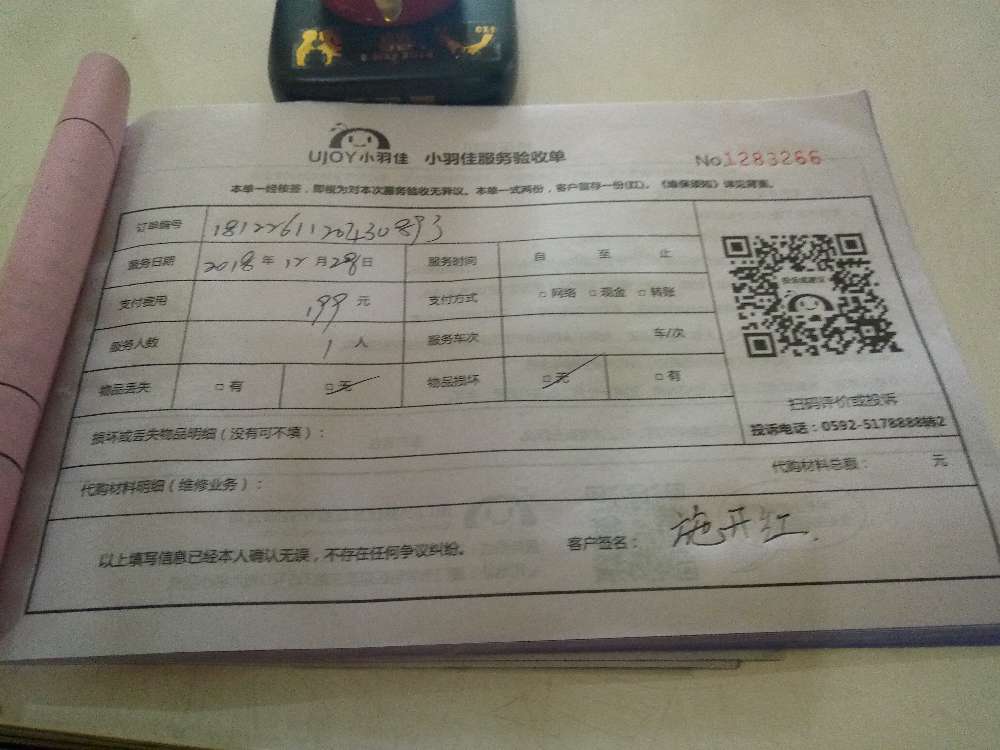 UJOY小羽佳 小羽佳服务验收单 No1283266
本单一经核签，即视为对本次服务验收无异议。本单一式两份，客户留存一份(红)。《维保须知》详见背面。
订单编号
服务日期 2018年12月28日 服务时间 自 至 止
支付费用 199元 支付方式 □网络 □现金 □转账
服务人数 1人 服务车次 车/次
物品丢失 □有 □无 物品损坏 □无 □有
扫码评价或投诉
投诉电话：0592-5178888转2
损坏或丢失物品明细（没有可不填）：
代购材料明细（维修业务）： 代购材料总额： 元
以上填写信息已经本人确认无误，不存在任何争议纠纷。 客户签名： 施开红